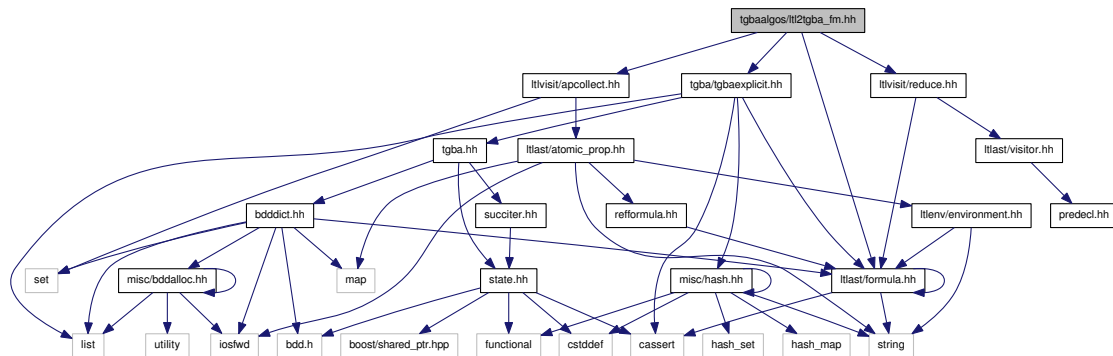 tgbaalgos/ltl2tgba_fm.hh
ltlvisit/apcollect.hh
tgba/tgbaexplicit.hh
ltlvisit/reduce.hh
tgba.hh
ltlast/atomic_prop.hh
ltlast/visitor.hh
bdddict.hh
succiter.hh
refformula.hh
ltlenv/environment.hh
predecl.hh
set
misc/bddalloc.hh
map
state.hh
misc/hash.hh
ltlast/formula.hh
list
utility
iosfwd
bdd.h
boost/shared_ptr.hpp
functional
cstddef
cassert
hash_set
hash_map
string